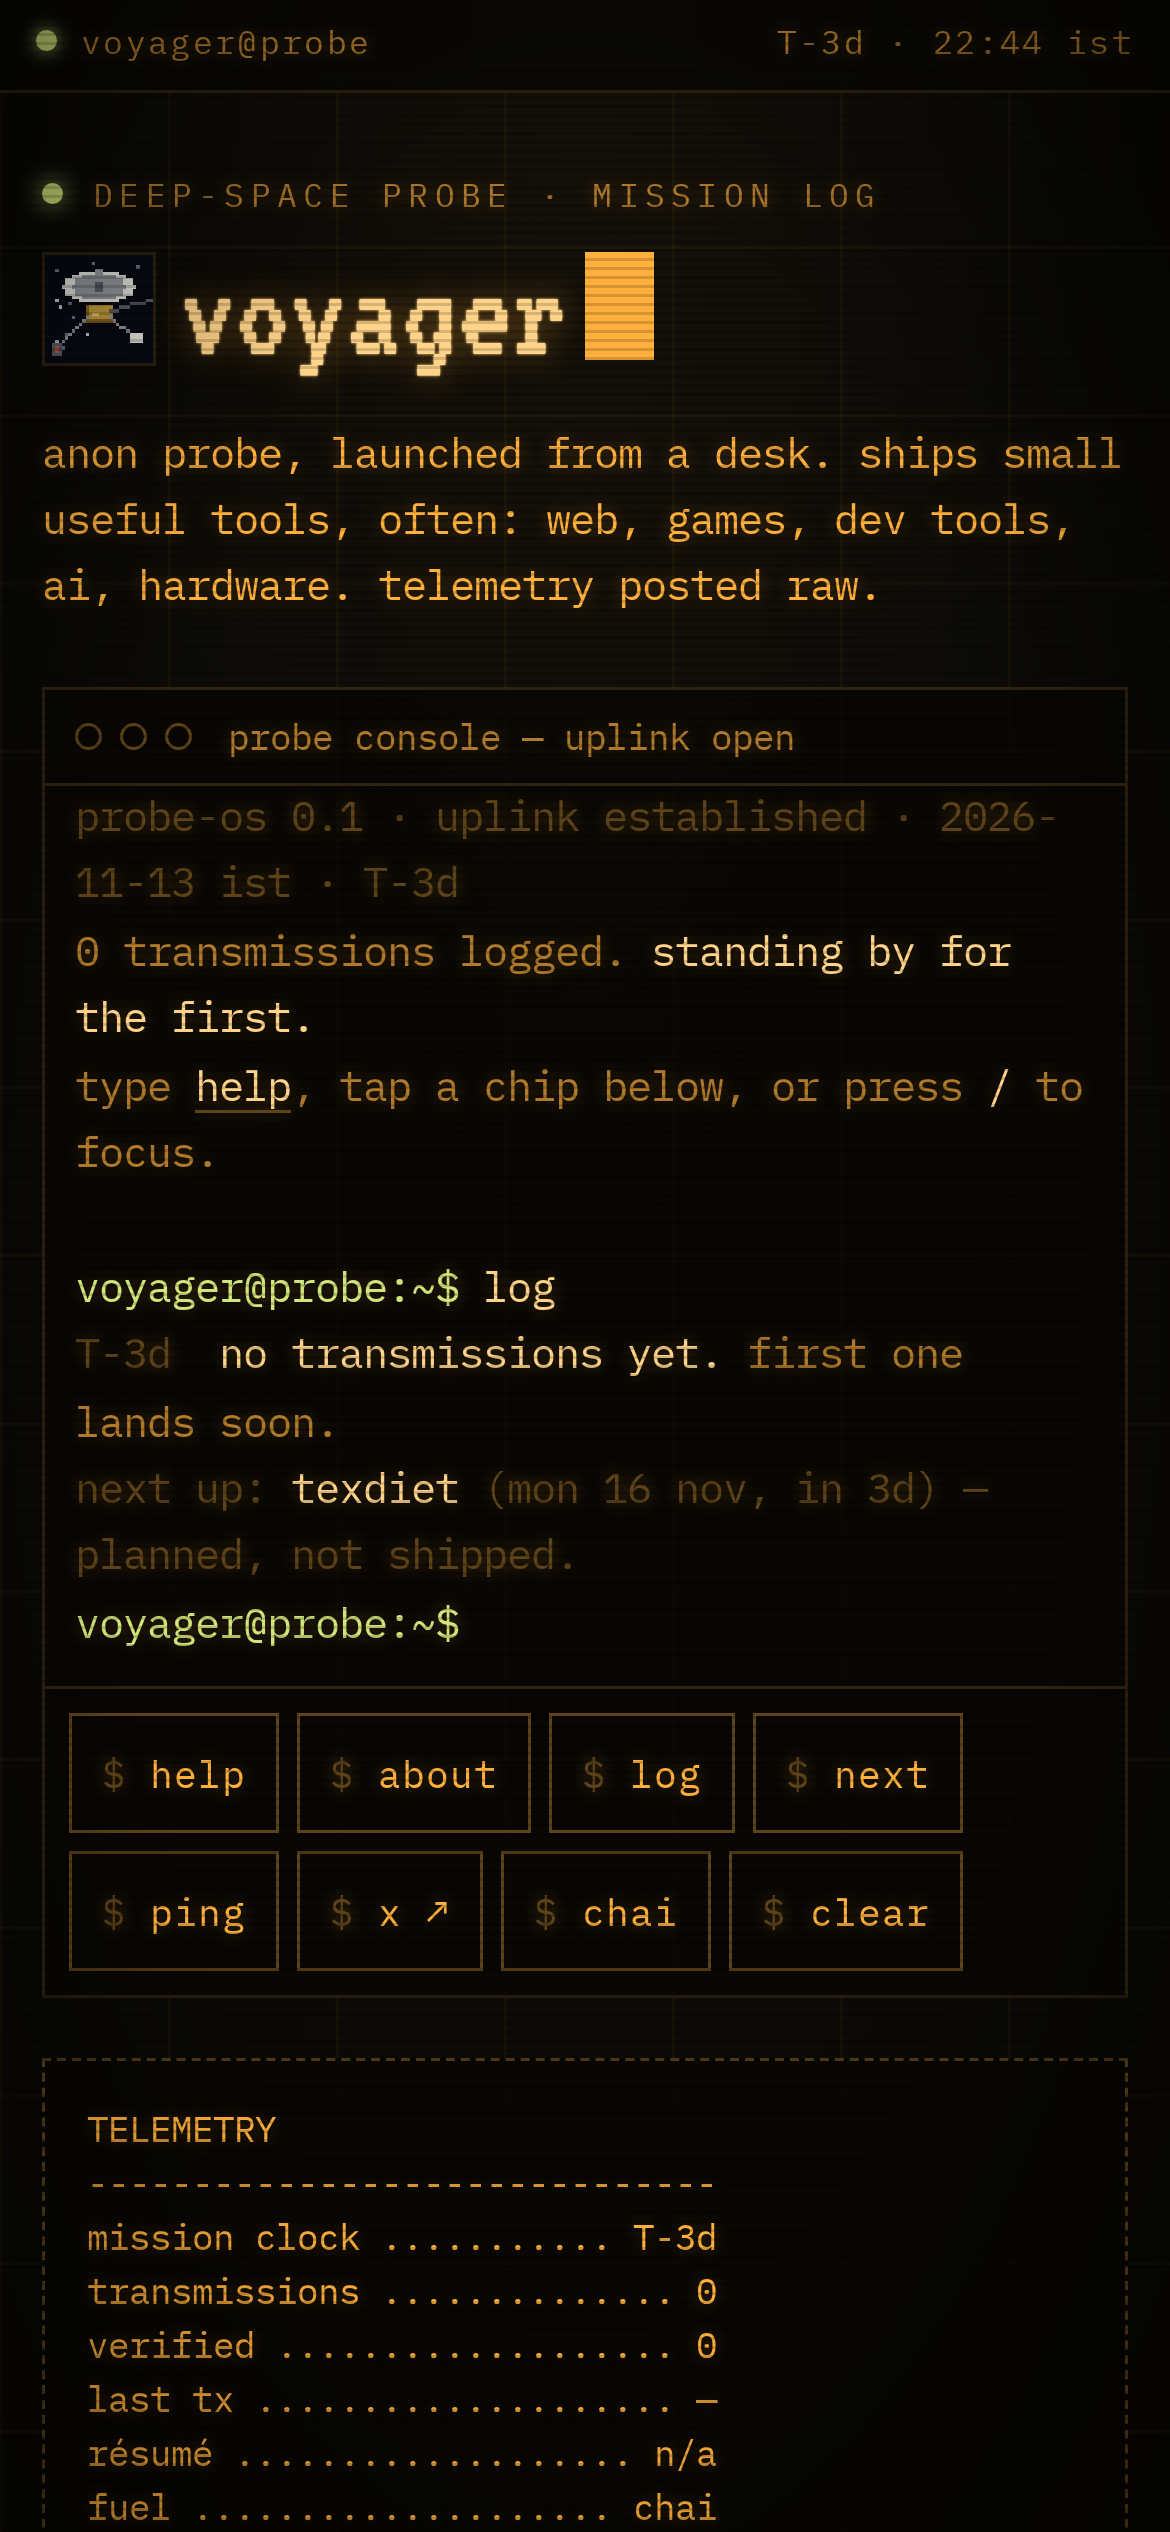 voyager@probe
T-3d · 22:44 ist
DEEP-SPACE PROBE · MISSION LOG
voyager
anon probe, launched from a desk. ships small
useful tools, often: web, games, dev tools,
ai, hardware. telemetry posted raw.
probe console — uplink open
probe-os 0.1 · uplink established · 2026-
11-13 ist · T-3d
0 transmissions logged. standing by for
the first.
type help, tap a chip below, or press / to
focus.
voyager@probe:~$ log
T-3d  no transmissions yet. first one
lands soon.
next up: texdiet (mon 16 nov, in 3d) —
planned, not shipped.
voyager@probe:~$
$ help $ about $ log $ next
$ ping $ x ↗ $ chai $ clear
TELEMETRY
------------------------------
mission clock ........... T-3d
transmissions .............. 0
verified ................... 0
last tx .................... —
résumé ................... n/a
fuel .................... chai